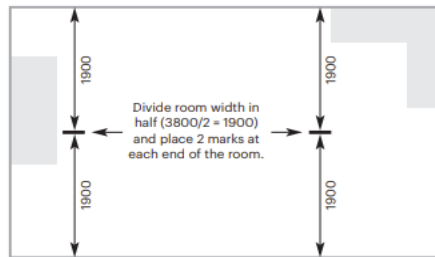 1900
1900
Divide room width in
half (3800/2 = 1900)
and place 2 marks at
each end of the room.
1900
1900